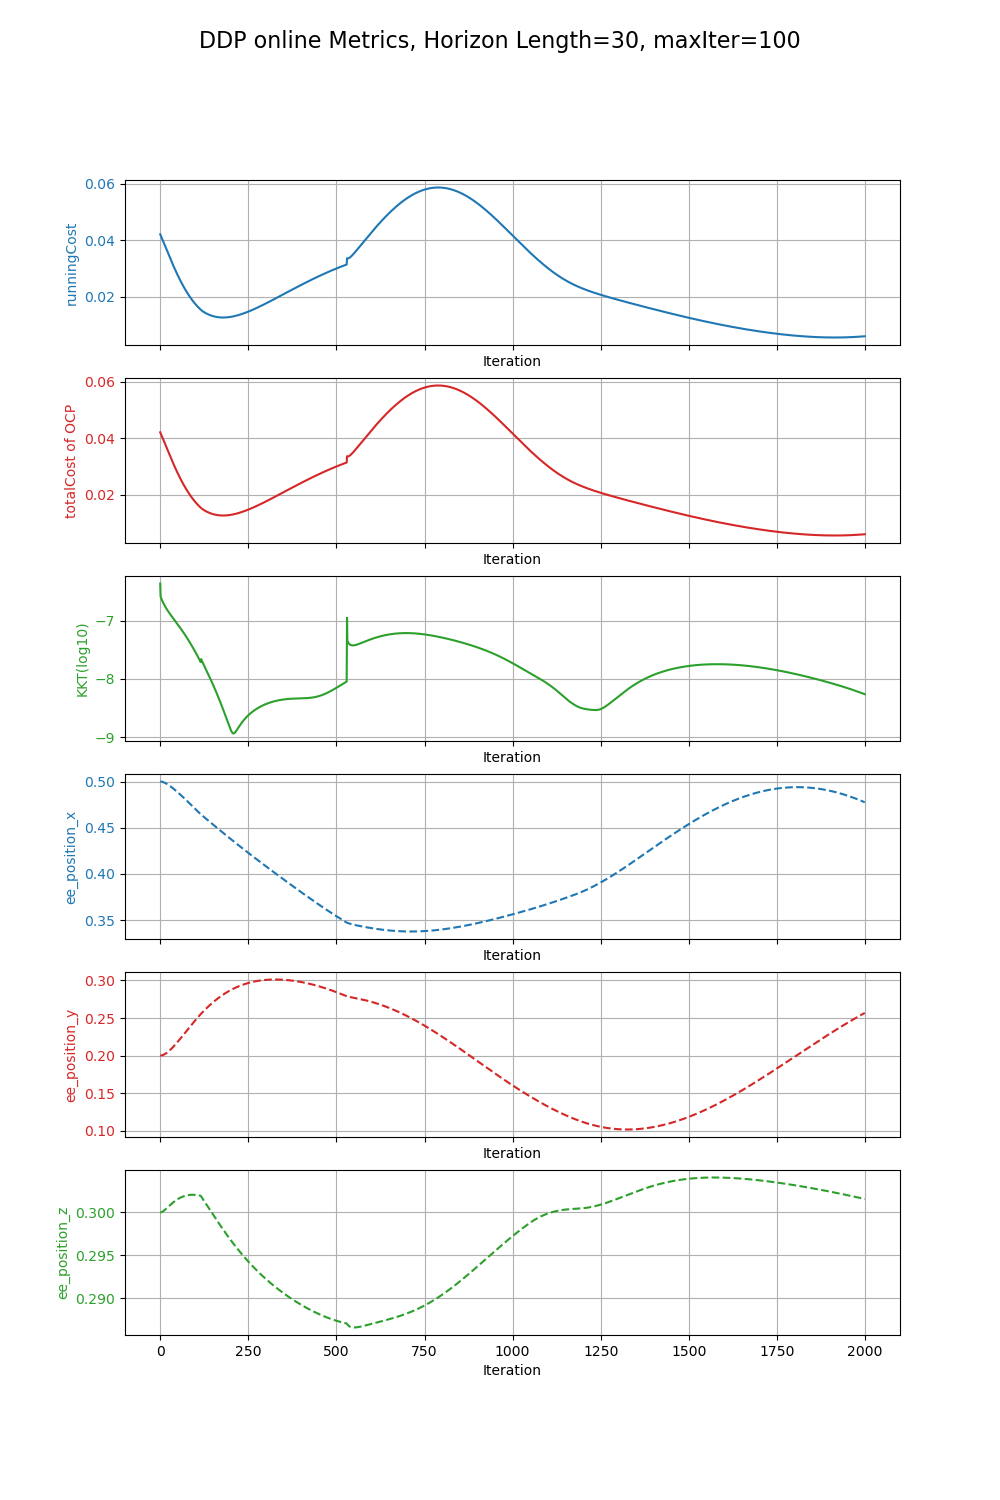 DDP online Metrics, Horizon Length=30, maxIter=100
runningCost
0.06
0.04
0.02
Iteration
totalCost of OCP
0.06
0.04
0.02
Iteration
KKT(log10)
−7
−8
−9
Iteration
ee_position_x
0.50
0.45
0.40
0.35
Iteration
ee_position_y
0.30
0.25
0.20
0.15
0.10
Iteration
ee_position_z
0.300
0.295
0.290
0 250 500 750 1000 1250 1500 1750 2000
Iteration